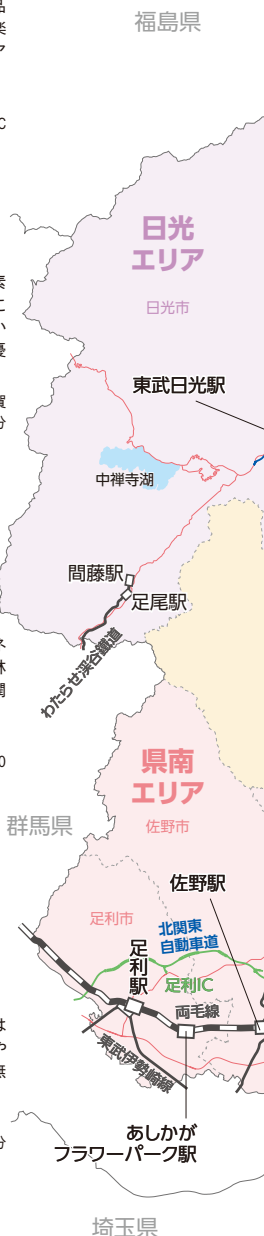 福島県
日光
エリア
日光市
東武日光駅
中禅寺湖
間藤駅
足尾駅
わたらせ渓谷鐵道
県南
エリア
群馬県
佐野市
佐野駅
足利市
北関東
自動車道
足利駅
足利IC
両毛線
東武伊勢崎線
あしかが
フラワーパーク駅
埼玉県